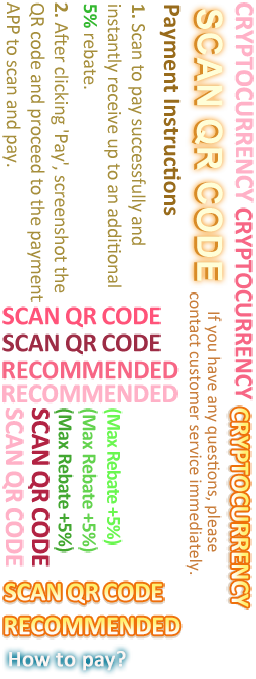 CRYPTOCURRENCY CRYPTOCURRENCY CRYPTOCURRENCY
SCAN QR CODE
If you have any questions, please
contact customer service immediately.
Payment Instructions
1. Scan to pay successfully and
instantly receive up to an additional
5% rebate.
2. After clicking 'Pay', screenshot the
QR code and proceed to the payment
APP to scan and pay.
SCAN QR CODE
SCAN QR CODE
RECOMMENDED
RECOMMENDED
(Max Rebate +5%)
(Max Rebate +5%)
(Max Rebate +5%)
SCAN QR CODE
SCAN QR CODE
SCAN QR CODE
RECOMMENDED
How to pay?